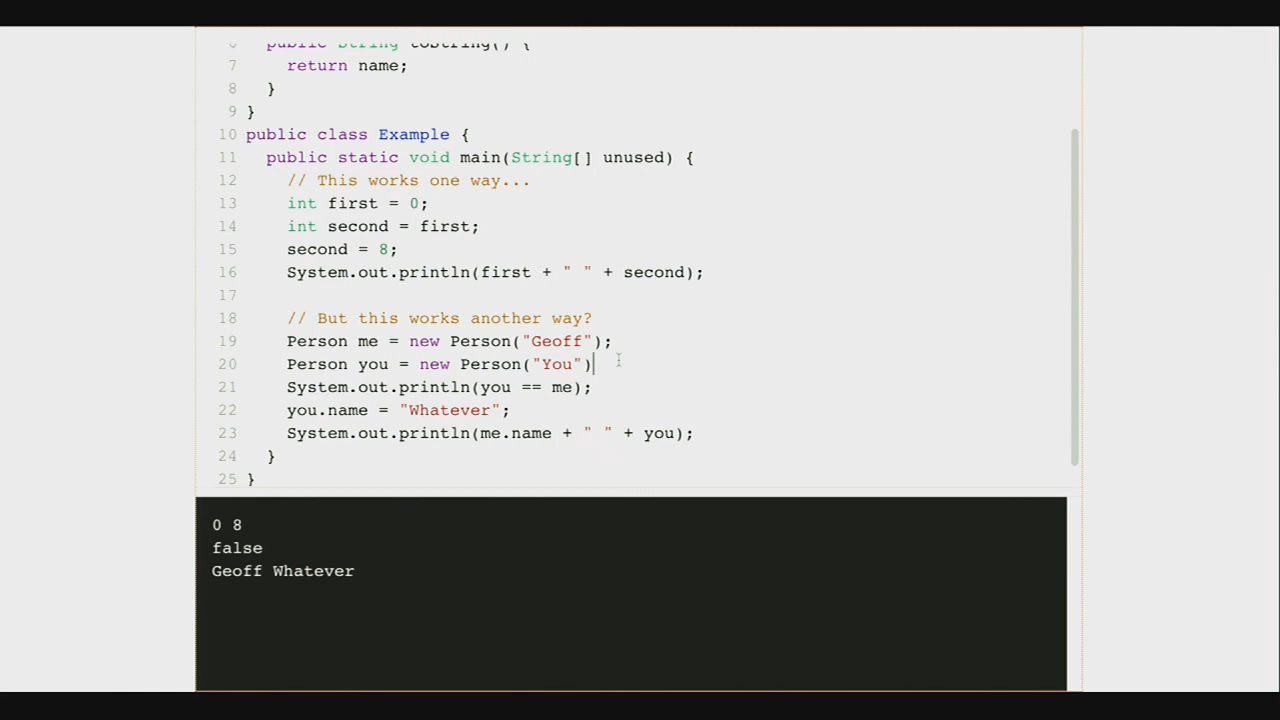 6 public String toString() {
7 return name;
8 }
9 }
10 public class Example {
11 public static void main(String[] unused) {
12 // This works one way...
13 int first = 0;
14 int second = first;
15 second = 8;
16 System.out.println(first + " " + second);
17
18 // But this works another way?
19 Person me = new Person("Geoff");
20 Person you = new Person("You")
21 System.out.println(you == me);
22 you.name = "Whatever";
23 System.out.println(me.name + " " + you);
24 }
25 }
0 8
false
Geoff Whatever